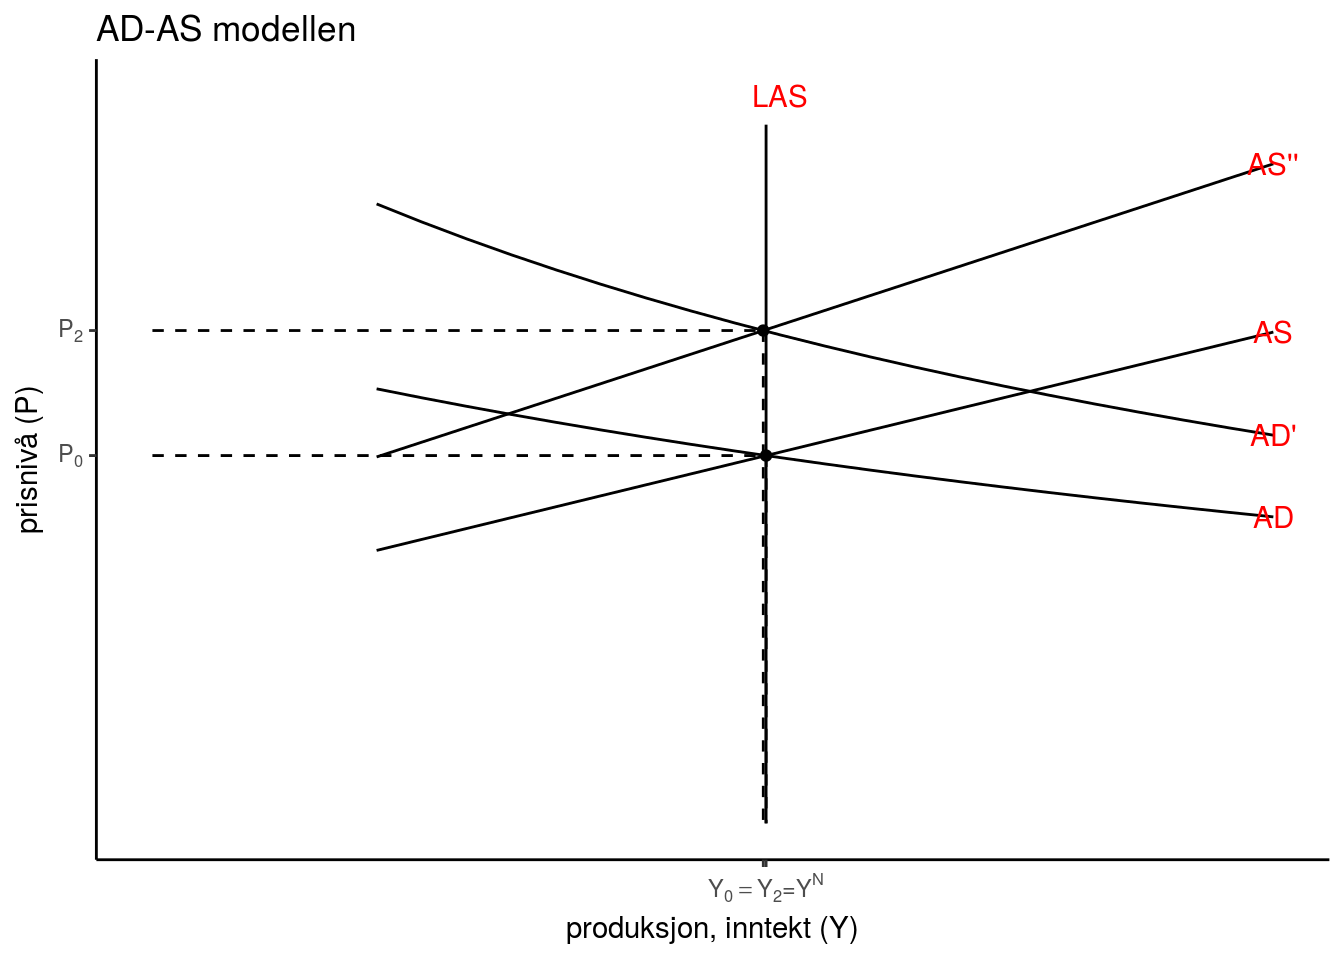 AD-AS modellen
LAS
AS"
P₂
AS
prisnivå (P)
AD'
P₀
AD
Y₀ = Y₂=Yᴺ
produksjon, inntekt (Y)